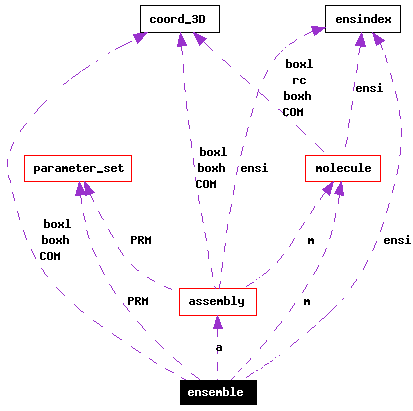 coord_3D
ensindex
boxl
rc
boxh
COM
ensi
boxl
boxh
COM
ensi
parameter_set
molecule
boxl
boxh
COM
PRM
m
ensi
assembly
PRM
m
a
ensemble